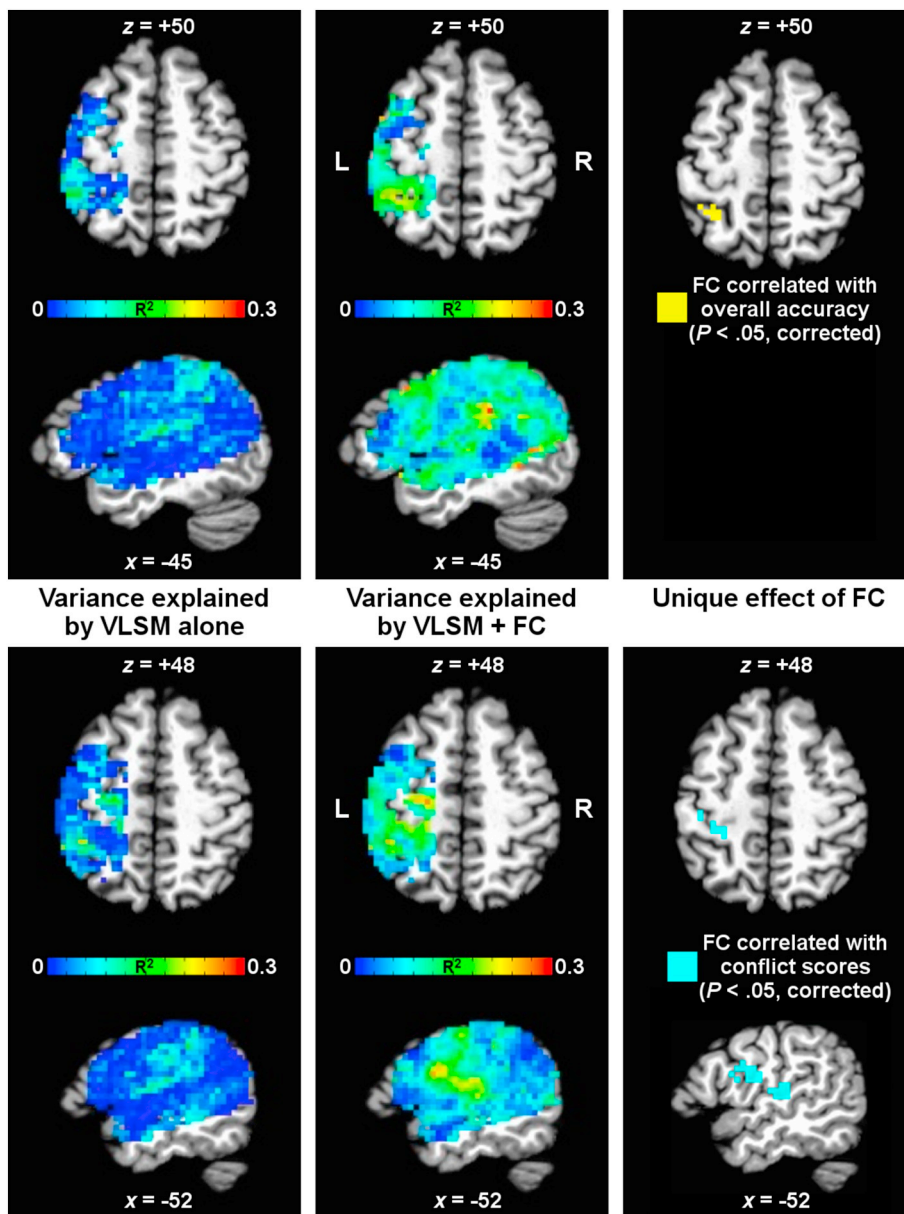 z = +50
z = +50
z = +50
L
R
0 R² 0.3
0 R² 0.3
FC correlated with
overall accuracy
(P < .05, corrected)
x = -45
x = -45
Variance explained
by VLSM alone
Variance explained
by VLSM + FC
Unique effect of FC
z = +48
z = +48
z = +48
L
R
0 R² 0.3
0 R² 0.3
FC correlated with
conflict scores
(P < .05, corrected)
x = -52
x = -52
x = -52